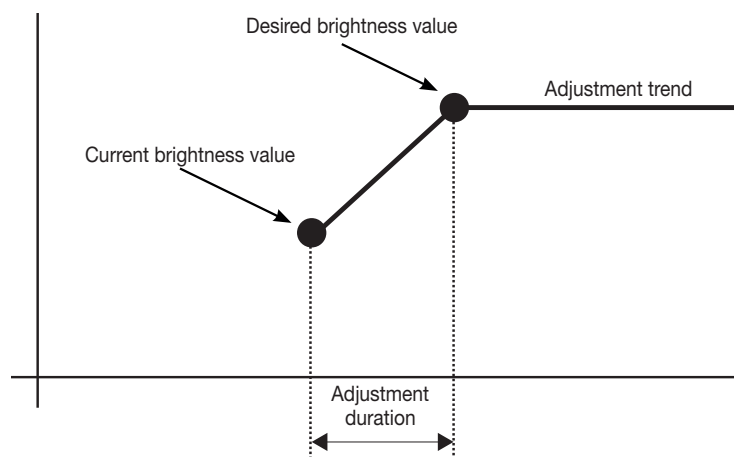 Desired brightness value
Adjustment trend
Current brightness value
Adjustment
duration